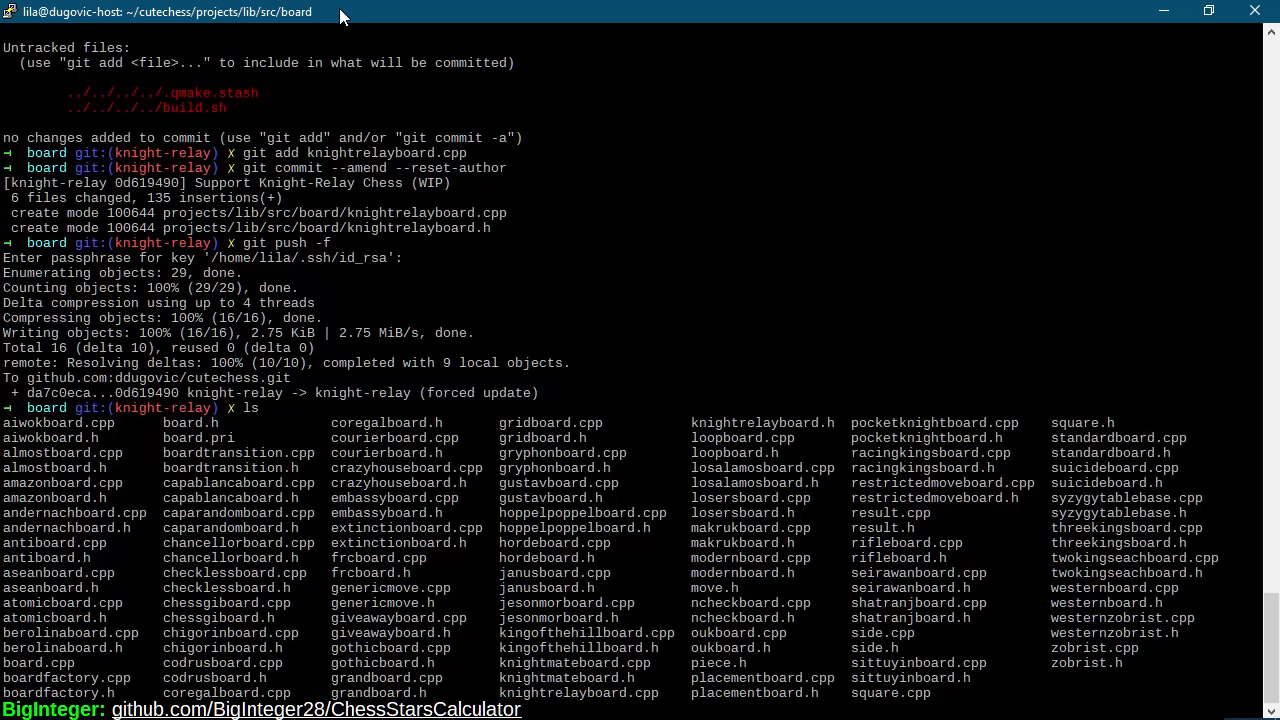 lila@dugovic-host: ~/cutechess/projects/lib/src/board
Untracked files:
(use "git add <file>..." to include in what will be committed)
../../../../.qmake.stash
../../../../build.sh
no changes added to commit (use "git add" and/or "git commit -a")
board git:(knight-relay) ✗ git add knightrelayboard.cpp
board git:(knight-relay) ✗ git commit --amend --reset-author
[knight-relay 0d619490] Support Knight-Relay Chess (WIP)
6 files changed, 135 insertions(+)
create mode 100644 projects/lib/src/board/knightrelayboard.cpp
create mode 100644 projects/lib/src/board/knightrelayboard.h
board git:(knight-relay) ✗ git push -f
Enter passphrase for key '/home/lila/.ssh/id_rsa':
Enumerating objects: 29, done.
Counting objects: 100% (29/29), done.
Delta compression using up to 4 threads
Compressing objects: 100% (16/16), done.
Writing objects: 100% (16/16), 2.75 KiB | 2.75 MiB/s, done.
Total 16 (delta 10), reused 0 (delta 0)
remote: Resolving deltas: 100% (10/10), completed with 9 local objects.
To github.com:ddugovic/cutechess.git
+ da7c0eca...0d619490 knight-relay -> knight-relay (forced update)
board git:(knight-relay) ✗ ls
aiwokboard.cpp board.h coregalboard.h gridboard.cpp knightrelayboard.h pocketknightboard.cpp square.h
aiwokboard.h board.pri courierboard.cpp gridboard.h loopboard.cpp pocketknightboard.h standardboard.cpp
almostboard.cpp boardtransition.cpp courierboard.h gryphonboard.cpp loopboard.h racingkingsboard.cpp standardboard.h
almostboard.h boardtransition.h crazyhouseboard.cpp gryphonboard.h losalamosboard.cpp racingkingsboard.h suicideboard.cpp
amazonboard.cpp capablancaboard.cpp crazyhouseboard.h gustavboard.cpp losalamosboard.h restrictedmoveboard.cpp suicideboard.h
amazonboard.h capablancaboard.h embassyboard.cpp gustavboard.h losersboard.cpp restrictedmoveboard.h syzygytablebase.cpp
andernachboard.cpp caparandomboard.cpp embassyboard.h hoppelpoppelboard.cpp losersboard.h result.cpp syzygytablebase.h
andernachboard.h caparandomboard.h extinctionboard.cpp hoppelpoppelboard.h makrukboard.cpp result.h threekingsboard.cpp
antiboard.cpp chancellorboard.cpp extinctionboard.h hordeboard.cpp makrukboard.h rifleboard.cpp threekingsboard.h
antiboard.h chancellorboard.h frcboard.cpp hordeboard.h modernboard.cpp rifleboard.h twokingseachboard.cpp
aseanboard.cpp checklessboard.cpp frcboard.h janusboard.cpp modernboard.h seirawanboard.cpp twokingseachboard.h
aseanboard.h checklessboard.h genericmove.cpp janusboard.h move.h seirawanboard.h westernboard.cpp
atomicboard.cpp chessgiboard.cpp genericmove.h jesonmorboard.cpp ncheckboard.cpp shatranjboard.cpp westernboard.h
atomicboard.h chessgiboard.h giveawayboard.cpp jesonmorboard.h ncheckboard.h shatranjboard.h westernzobrist.cpp
berolinaboard.cpp chigorinboard.cpp giveawayboard.h kingofthehillboard.cpp oukboard.cpp side.cpp westernzobrist.h
berolinaboard.h chigorinboard.h gothicboard.cpp kingofthehillboard.h oukboard.h side.h zobrist.cpp
board.cpp codrusboard.cpp gothicboard.h knightmateboard.cpp piece.h sittuyinboard.cpp zobrist.h
boardfactory.cpp codrusboard.h grandboard.cpp knightmateboard.h placementboard.cpp sittuyinboard.h
boardfactory.h coregalboard.cpp grandboard.h knightrelayboard.cpp placementboard.h square.cpp
BigInteger: github.com/BigInteger28/ChessStarsCalculator